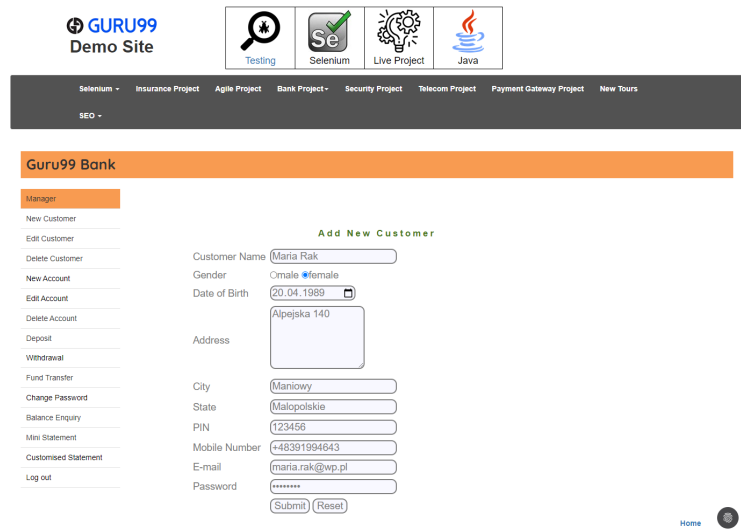 GURU99
Demo Site
Testing
Selenium
Live Project
Java
Selenium
Insurance Project
Agile Project
Bank Project
Security Project
Telecom Project
Payment Gateway Project
New Tours
SEO
Guru99 Bank
Manager
New Customer
Edit Customer
Delete Customer
New Account
Edit Account
Delete Account
Deposit
Withdrawal
Fund Transfer
Change Password
Balance Enquiry
Mini Statement
Customised Statement
Log out
Add New Customer
Customer Name Maria Rak
Gender male female
Date of Birth 20.04.1989
Address Alpejska 140
City Maniowy
State Malopolskie
PIN 123456
Mobile Number +48391994643
E-mail maria.rak@wp.pl
Password ••••••••
Submit Reset
Home